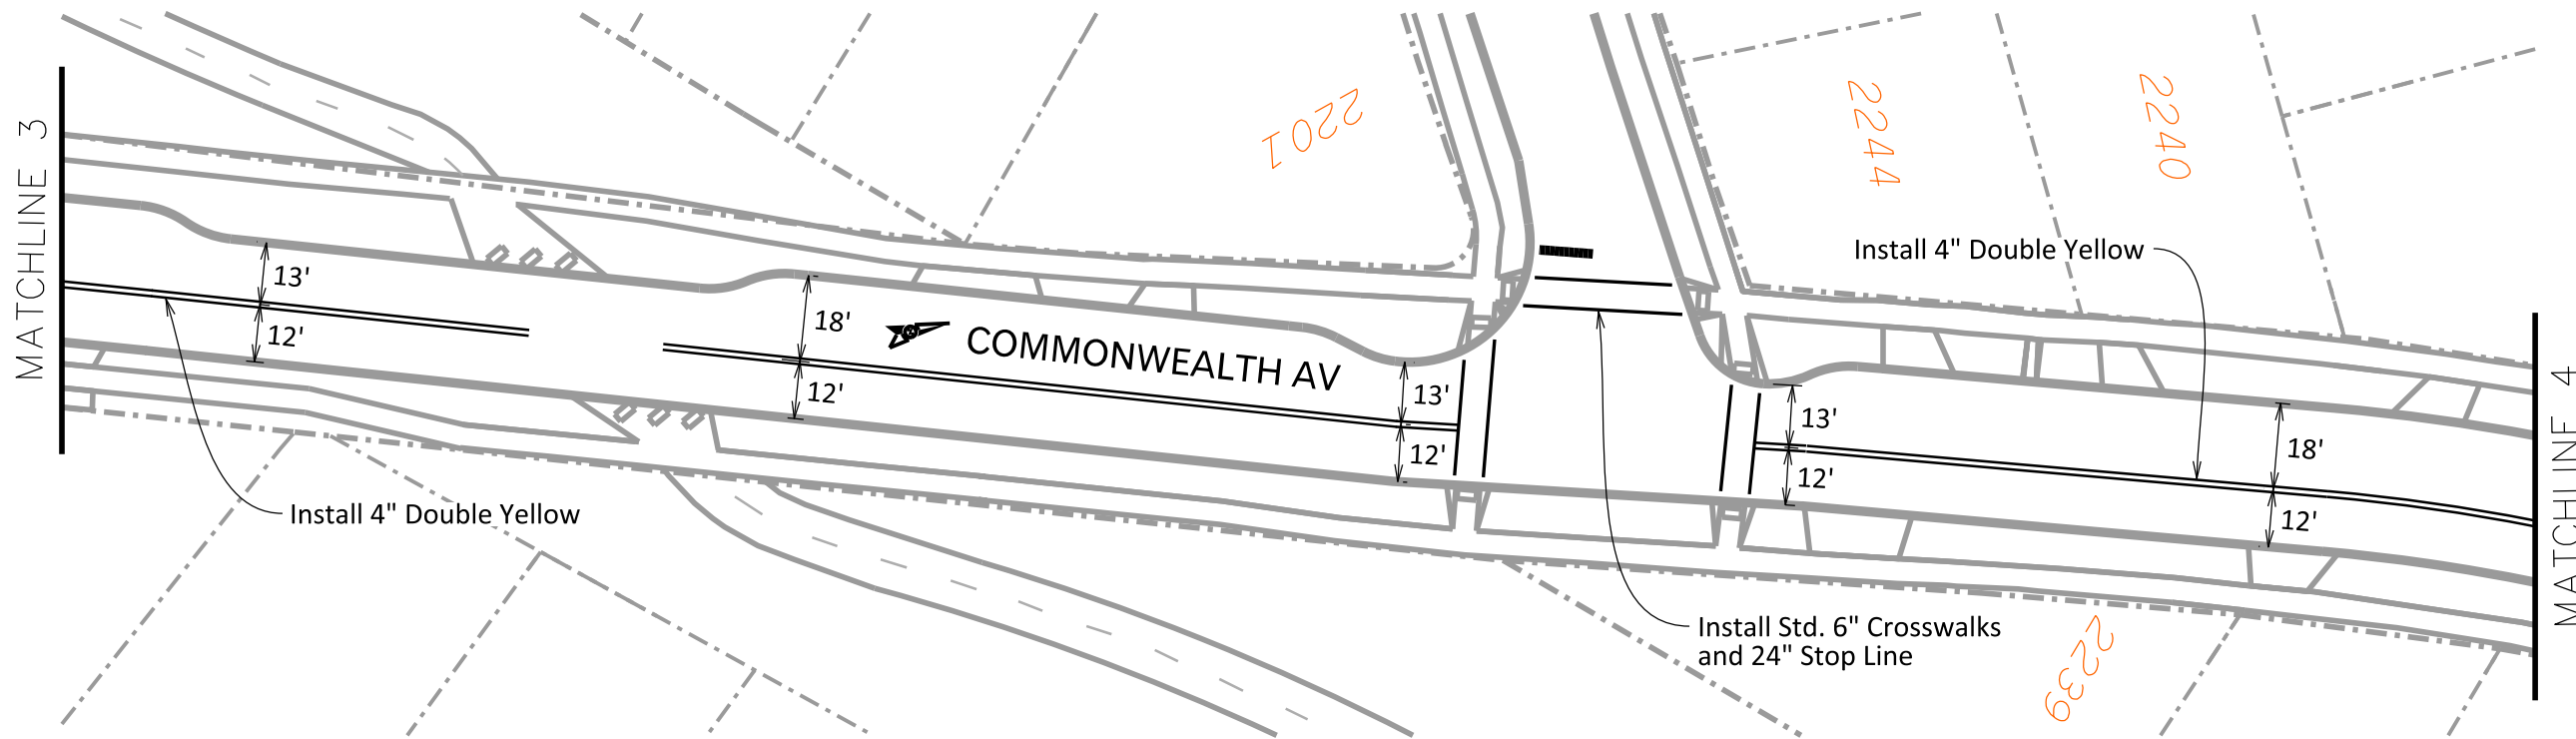 MATCHLINE 3
2201
2244
2240
Install 4" Double Yellow
13'
12'
18'
12'
COMMONWEALTH AV
13'
12'
13'
12'
18'
12'
MATCHLINE 4
Install 4" Double Yellow
Install Std. 6" Crosswalks
and 24" Stop Line
2239